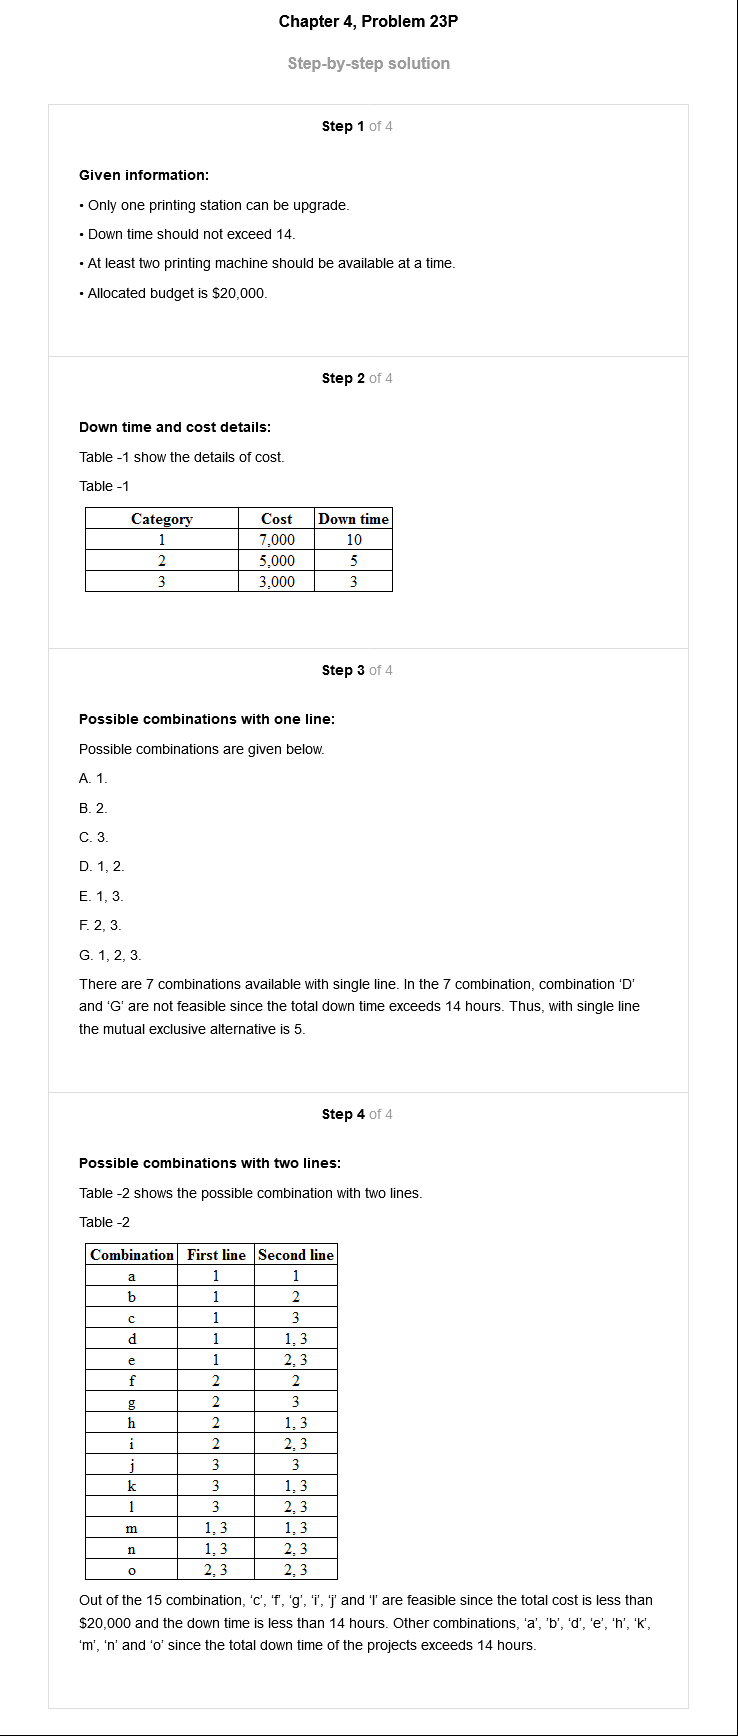 Chapter 4, Problem 23P
Step-by-step solution
Step 1 of 4
Given information:
• Only one printing station can be upgrade.
• Down time should not exceed 14.
• At least two printing machine should be available at a time.
• Allocated budget is $20,000.
Step 2 of 4
Down time and cost details:
Table -1 show the details of cost.
Table -1
Category Cost Down time
1 7,000 10
2 5,000 5
3 3,000 3
Step 3 of 4
Possible combinations with one line:
Possible combinations are given below.
A. 1.
B. 2.
C. 3.
D. 1, 2.
E. 1, 3.
F. 2, 3.
G. 1, 2, 3.
There are 7 combinations available with single line. In the 7 combination, combination ‘D’
and ‘G’ are not feasible since the total down time exceeds 14 hours. Thus, with single line
the mutual exclusive alternative is 5.
Step 4 of 4
Possible combinations with two lines:
Table -2 shows the possible combination with two lines.
Table -2
Combination First line Second line
a 1 1
b 1 2
c 1 3
d 1 1, 3
e 1 2, 3
f 2 2
g 2 3
h 2 1, 3
i 2 2, 3
j 3 3
k 3 1, 3
l 3 2, 3
m 1, 3 1, 3
n 1, 3 2, 3
o 2, 3 2, 3
Out of the 15 combination, ‘c’, ‘f’, ‘g’, ‘i’, ‘j’ and ‘l’ are feasible since the total cost is less than
$20,000 and the down time is less than 14 hours. Other combinations, ‘a’, ’b’, ‘d’, ‘e’, ‘h’, ‘k’,
‘m’, ‘n’ and ‘o’ since the total down time of the projects exceeds 14 hours.